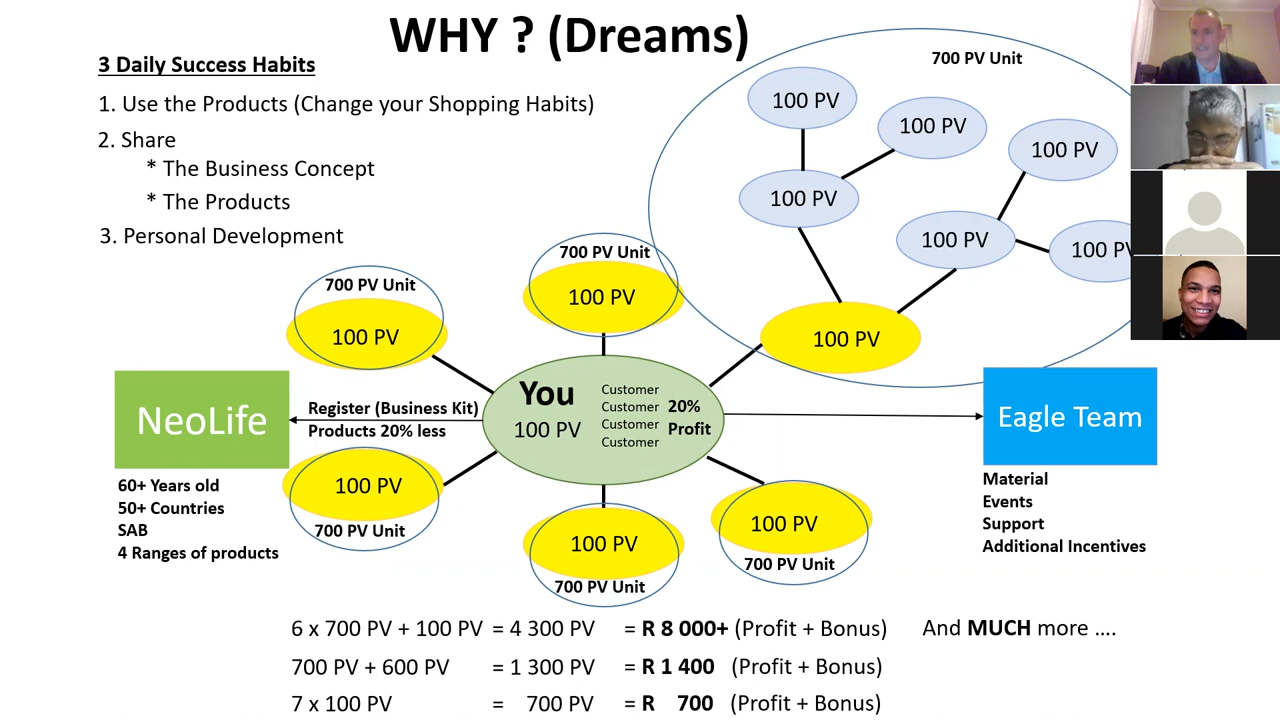 WHY ? (Dreams)
3 Daily Success Habits
1. Use the Products (Change your Shopping Habits)
2. Share
* The Business Concept
* The Products
3. Personal Development
700 PV Unit
100 PV
100 PV
100 PV
100 PV
100 PV
100 PV
100 PV
700 PV Unit
100 PV
700 PV Unit
100 PV
NeoLife
Register (Business Kit)
Products 20% less
You
100 PV
Customer
Customer
Customer
Customer
20%
Profit
Eagle Team
60+ Years old
50+ Countries
SAB
4 Ranges of products
100 PV
700 PV Unit
100 PV
700 PV Unit
100 PV
700 PV Unit
Material
Events
Support
Additional Incentives
6 x 700 PV + 100 PV = 4 300 PV = R 8 000+ (Profit + Bonus) And MUCH more ....
700 PV + 600 PV = 1 300 PV = R 1 400 (Profit + Bonus)
7 x 100 PV = 700 PV = R 700 (Profit + Bonus)